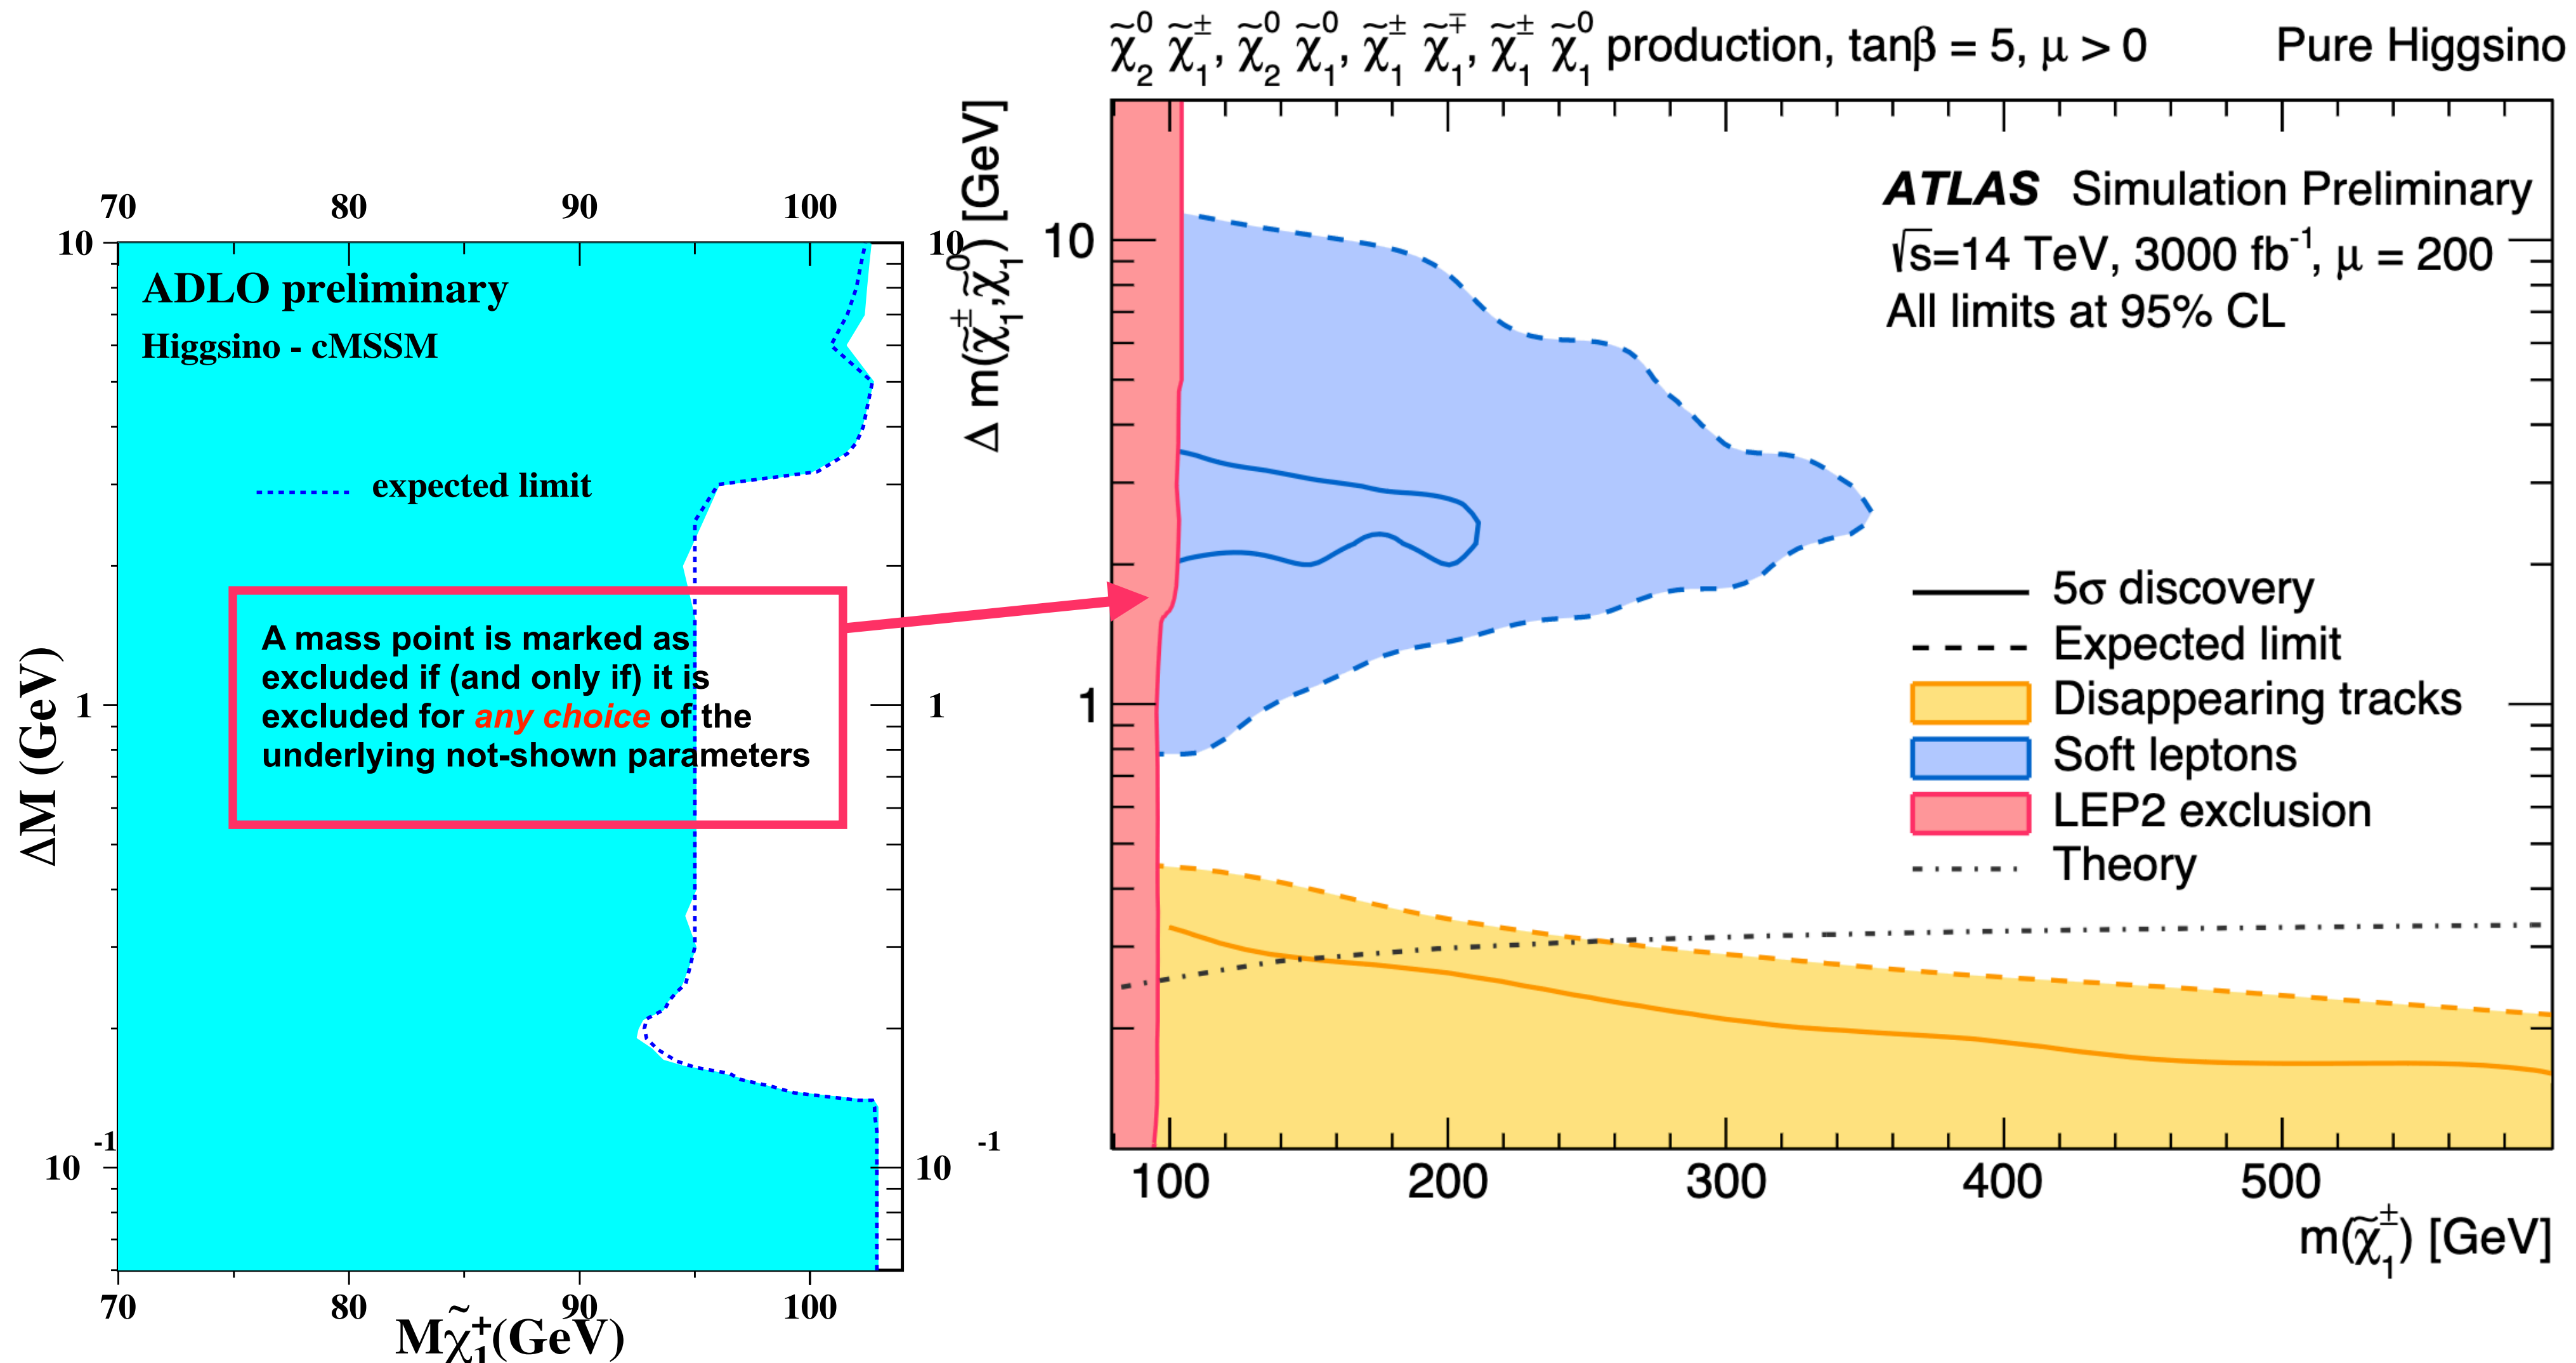 70 80 90 100
10 10
ADLO preliminary
Higgsino - cMSSM
expected limit
A mass point is marked as
excluded if (and only if) it is
excluded for any choice of the
underlying not-shown parameters
ΔM (GeV)
1 1
10⁻¹ 10⁻¹
70 80 90 100
Mχ̃₁⁺(GeV)
χ̃₂⁰ χ̃₁±, χ̃₂⁰ χ̃₁⁰, χ̃₁± χ̃₁∓, χ̃₁± χ̃₁⁰ production, tanβ = 5, μ > 0 Pure Higgsino
Δ m(χ̃₁±,χ̃₁⁰) [GeV]
10
1
ATLAS Simulation Preliminary
√s=14 TeV, 3000 fb⁻¹, μ = 200
All limits at 95% CL
5σ discovery
Expected limit
Disappearing tracks
Soft leptons
LEP2 exclusion
Theory
100 200 300 400 500
m(χ̃₁±) [GeV]